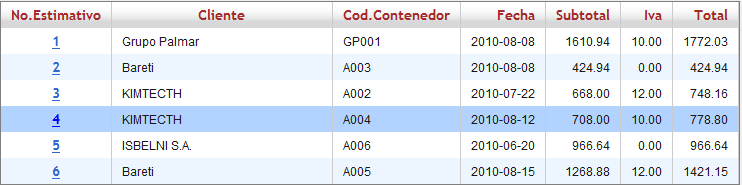 No.Estimativo Cliente Cod.Contenedor Fecha Subtotal Iva Total
1 Grupo Palmar GP001 2010-08-08 1610.94 10.00 1772.03
2 Bareti A003 2010-08-08 424.94 0.00 424.94
3 KIMTECTH A002 2010-07-22 668.00 12.00 748.16
4 KIMTECTH A004 2010-08-12 708.00 10.00 778.80
5 ISBELNI S.A. A006 2010-06-20 966.64 0.00 966.64
6 Bareti A005 2010-08-15 1268.88 12.00 1421.15